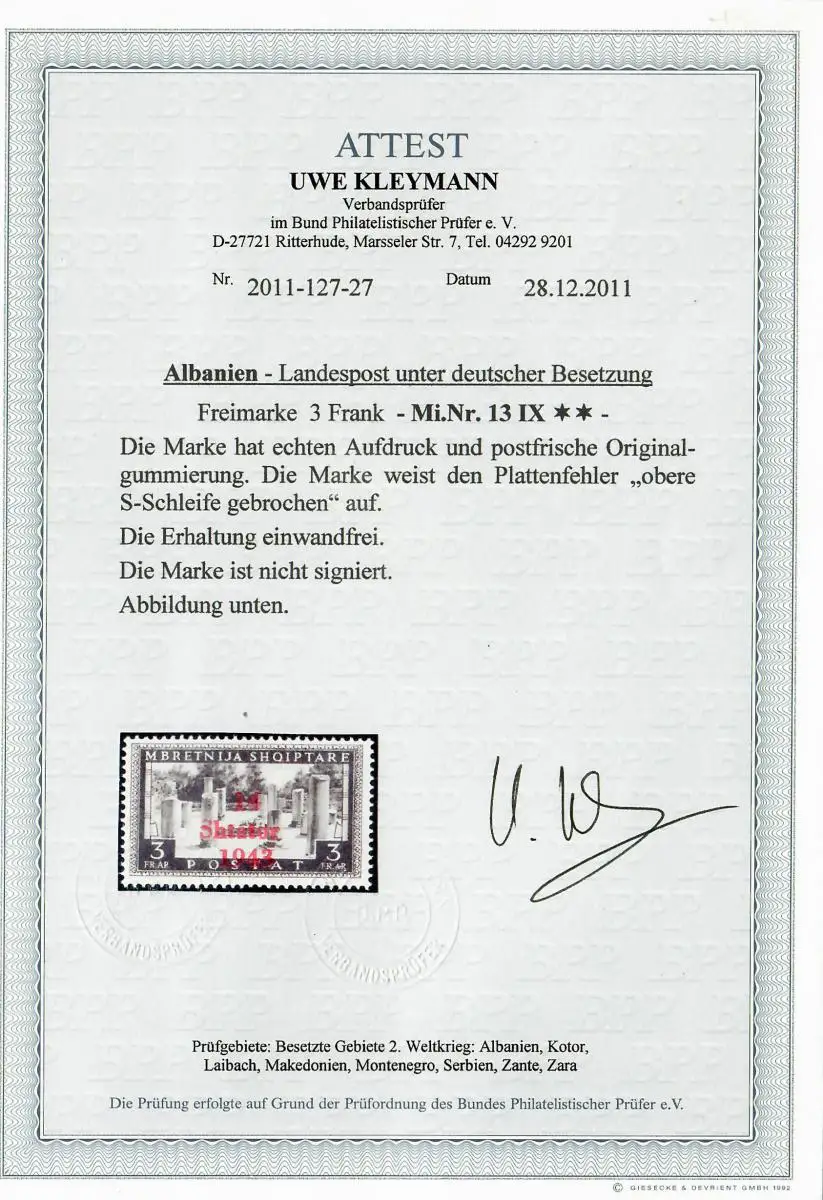 ATTEST
UWE KLEYMANN
Verbandsprüfer
im Bund Philatelistischer Prüfer e. V.
D-27721 Ritterhude, Marsseler Str. 7, Tel. 04292 9201
Nr. 2011-127-27 Datum 28.12.2011
Albanien - Landespost unter deutscher Besetzung
Freimarke 3 Frank - Mi.Nr. 13 IX ✶✶ -
Die Marke hat echten Aufdruck und postfrische Original-
gummierung. Die Marke weist den Plattenfehler „obere
S-Schleife gebrochen“ auf.
Die Erhaltung einwandfrei.
Die Marke ist nicht signiert.
Abbildung unten.
MBRETNIJA SHQIPTARE
14
Shtator
1943
3 3
FR.AR. POSTAT FR.AR.
VERBANDSPRÜFER VERBANDSPRÜFER
Prüfgebiete: Besetzte Gebiete 2. Weltkrieg: Albanien, Kotor,
Laibach, Makedonien, Montenegro, Serbien, Zante, Zara
Die Prüfung erfolgte auf Grund der Prüfordnung des Bundes Philatelistischer Prüfer e.V.
© GIESECKE & DEVRIENT GMBH 1992